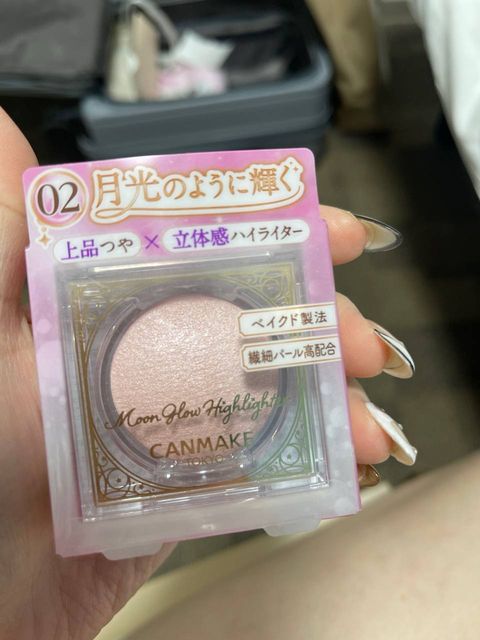 02 月光のように輝く
上品つや × 立体感ハイライター
ベイクド製法
繊細パール高配合
Moon Glow Highlighter
CANMAKE
TOKYO